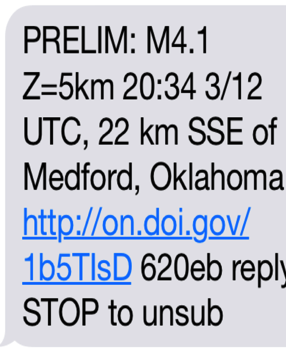 PRELIM: M4.1
Z=5km 20:34 3/12
UTC, 22 km SSE of
Medford, Oklahoma
http://on.doi.gov/
1b5TIsD 620eb reply
STOP to unsub